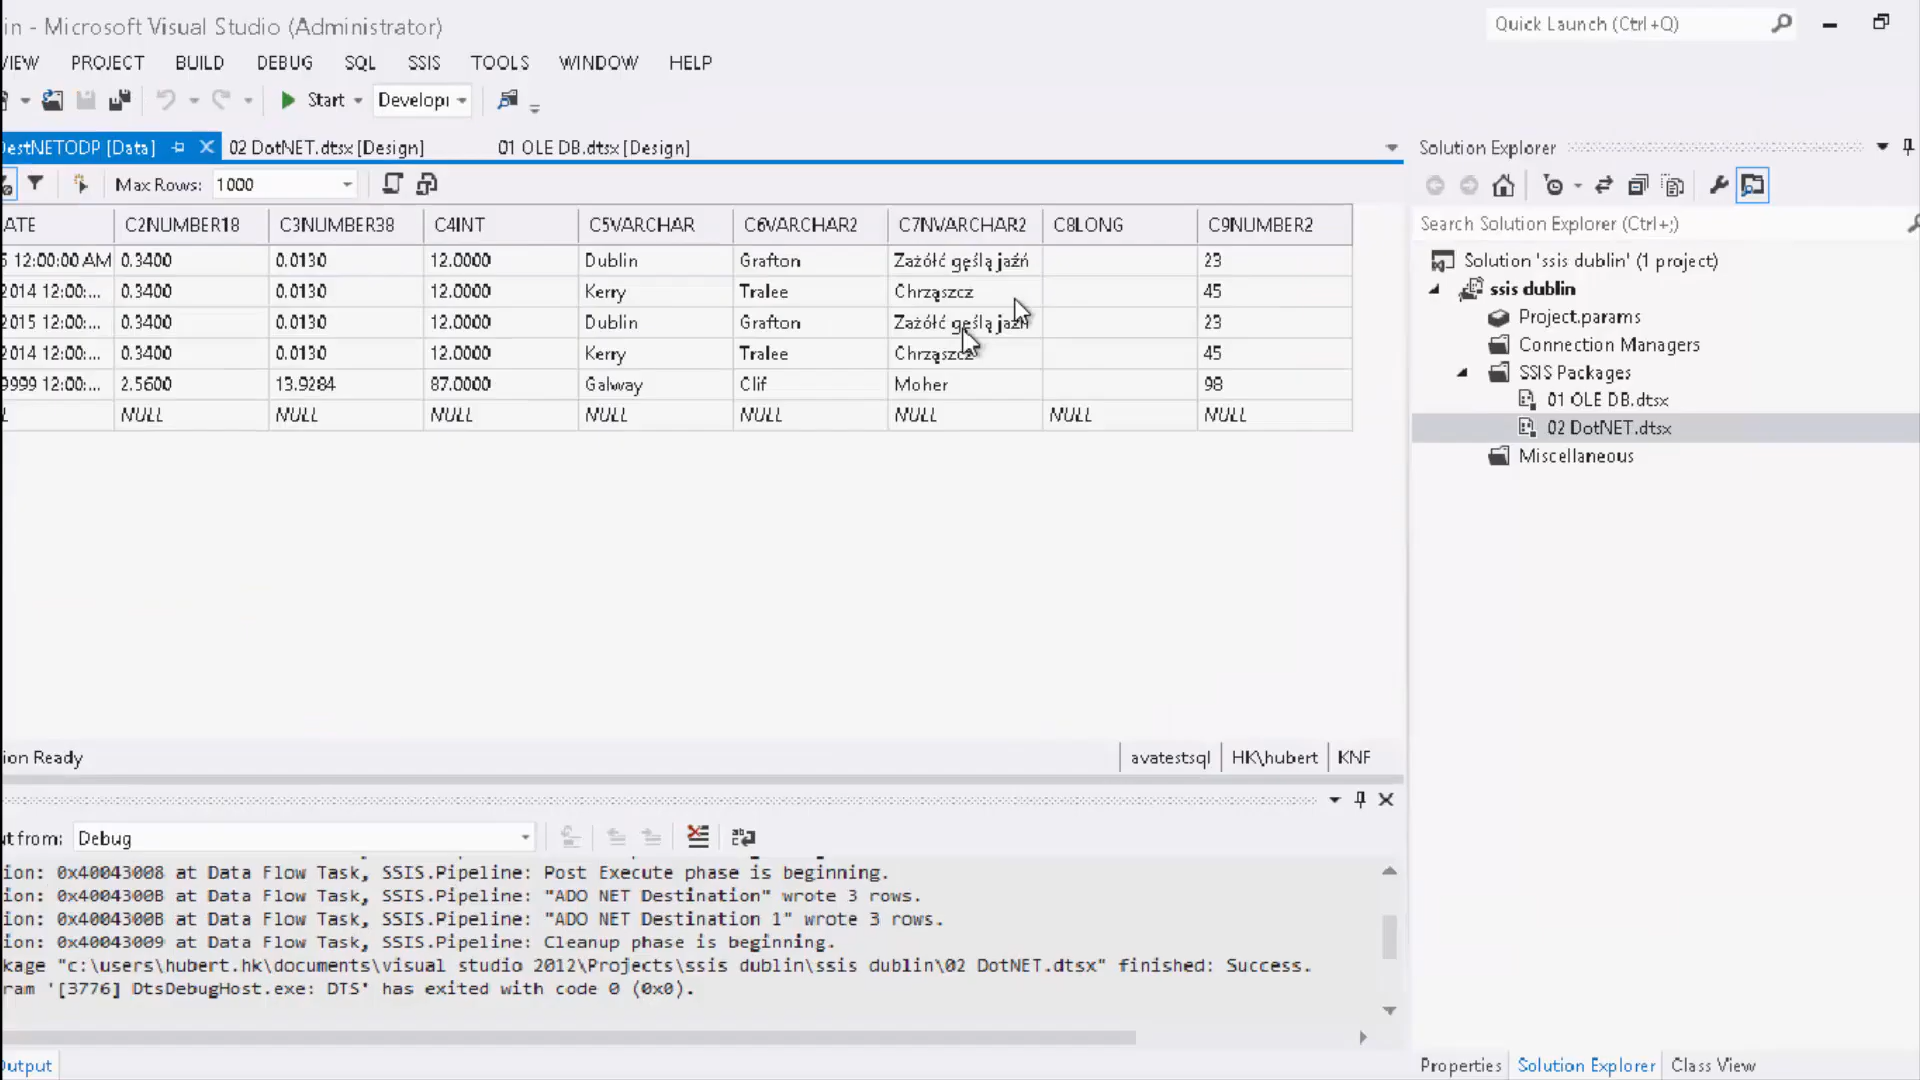 in - Microsoft Visual Studio (Administrator)
Quick Launch (Ctrl+Q)
VIEW PROJECT BUILD DEBUG SQL SSIS TOOLS WINDOW HELP
Start Developi
DestNETODP [Data] 02 DotNET.dtsx [Design] 01 OLE DB.dtsx [Design]
Max Rows: 1000
ATE C2NUMBER18 C3NUMBER38 C4INT C5VARCHAR C6VARCHAR2 C7NVARCHAR2 C8LONG C9NUMBER2
5 12:00:00 AM 0.3400 0.0130 12.0000 Dublin Grafton Zażółć gęślą jaźń 23
2014 12:00:... 0.3400 0.0130 12.0000 Kerry Tralee Chrząszcz 45
2015 12:00:... 0.3400 0.0130 12.0000 Dublin Grafton Zażółć gęślą jaźń 23
2014 12:00:... 0.3400 0.0130 12.0000 Kerry Tralee Chrząszcz 45
9999 12:00:... 2.5600 13.9284 87.0000 Galway Clif Moher 98
L NULL NULL NULL NULL NULL NULL NULL NULL
ion Ready avatestsql HK\hubert KNF
ut from: Debug
ion: 0x40043008 at Data Flow Task, SSIS.Pipeline: Post Execute phase is beginning.
ion: 0x4004300B at Data Flow Task, SSIS.Pipeline: "ADO NET Destination" wrote 3 rows.
ion: 0x4004300B at Data Flow Task, SSIS.Pipeline: "ADO NET Destination 1" wrote 3 rows.
ion: 0x40043009 at Data Flow Task, SSIS.Pipeline: Cleanup phase is beginning.
kage "c:\users\hubert.hk\documents\visual studio 2012\Projects\ssis dublin\ssis dublin\02 DotNET.dtsx" finished: Success.
ram '[3776] DtsDebugHost.exe: DTS' has exited with code 0 (0x0).
Output
Solution Explorer
Search Solution Explorer (Ctrl+;)
Solution 'ssis dublin' (1 project)
ssis dublin
Project.params
Connection Managers
SSIS Packages
01 OLE DB.dtsx
02 DotNET.dtsx
Miscellaneous
Properties Solution Explorer Class View